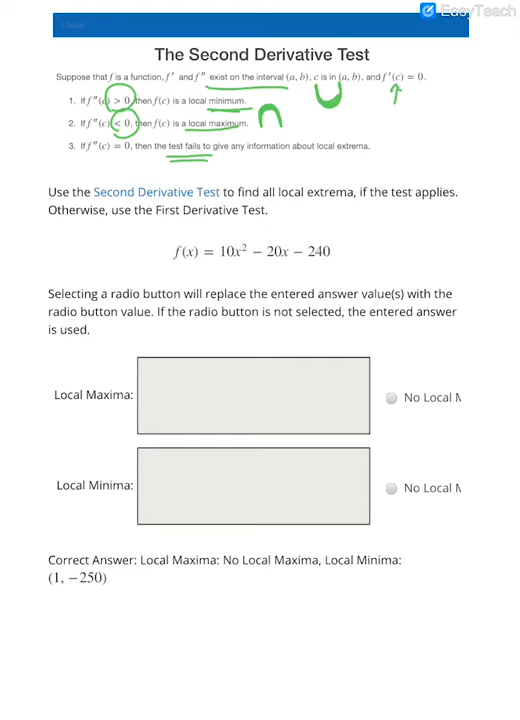 Close
EasyTeach
The Second Derivative Test
Suppose that f is a function, f ′ and f ″ exist on the interval (a, b), c is in (a, b), and f ′(c) = 0.
1. If f ″(c) > 0, then f(c) is a local minimum.
2. If f ″(c) < 0, then f(c) is a local maximum.
3. If f ″(c) = 0, then the test fails to give any information about local extrema.
Use the Second Derivative Test to find all local extrema, if the test applies.
Otherwise, use the First Derivative Test.
f(x) = 10x² − 20x − 240
Selecting a radio button will replace the entered answer value(s) with the
radio button value. If the radio button is not selected, the entered answer
is used.
Local Maxima:
No Local M
Local Minima:
No Local M
Correct Answer: Local Maxima: No Local Maxima, Local Minima:
(1, −250)